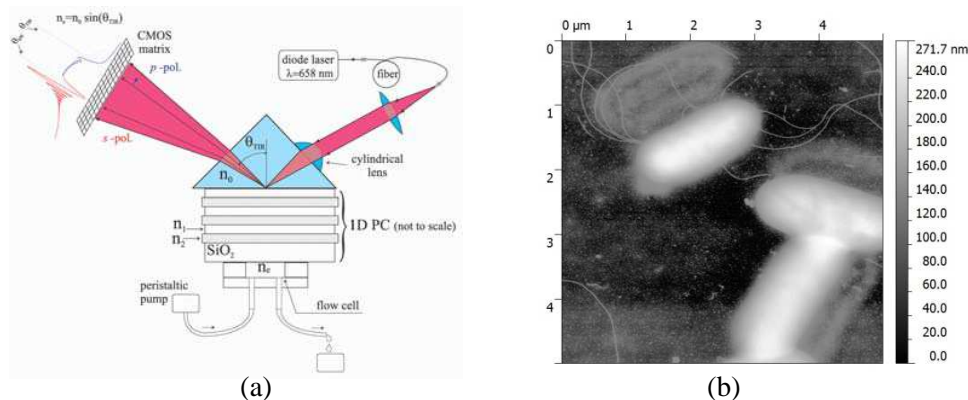 n_e=n_0 sin(θ_TIR)
CMOS
matrix
p -pol.
s -pol.
diode laser
λ=658 nm
fiber
θ_TIR
cylindrical
lens
n_0
n_1
n_2
SiO_2
1D PC (not to scale)
n_e
peristaltic
pump
flow cell
(a)
0 µm 1 2 3 4
0
1
2
3
4
271.7 nm
240.0
220.0
200.0
180.0
160.0
140.0
120.0
100.0
80.0
60.0
40.0
20.0
0.0
(b)